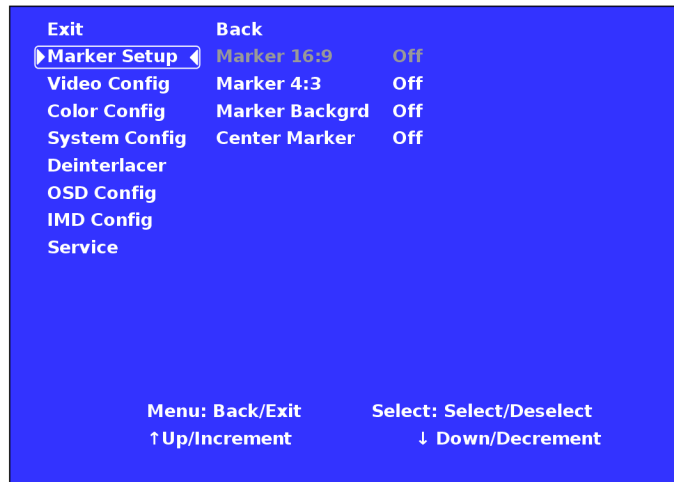 Exit Back
Marker Setup Marker 16:9 Off
Video Config Marker 4:3 Off
Color Config Marker Backgrd Off
System Config Center Marker Off
Deinterlacer
OSD Config
IMD Config
Service
Menu: Back/Exit Select: Select/Deselect
↑Up/Increment ↓ Down/Decrement